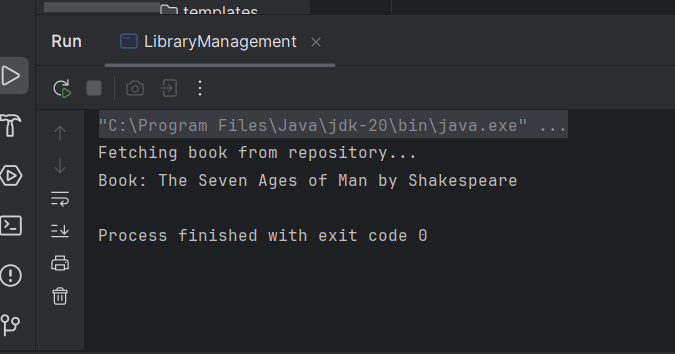 templates
Run LibraryManagement
"C:\Program Files\Java\jdk-20\bin\java.exe" ...
Fetching book from repository...
Book: The Seven Ages of Man by Shakespeare
Process finished with exit code 0